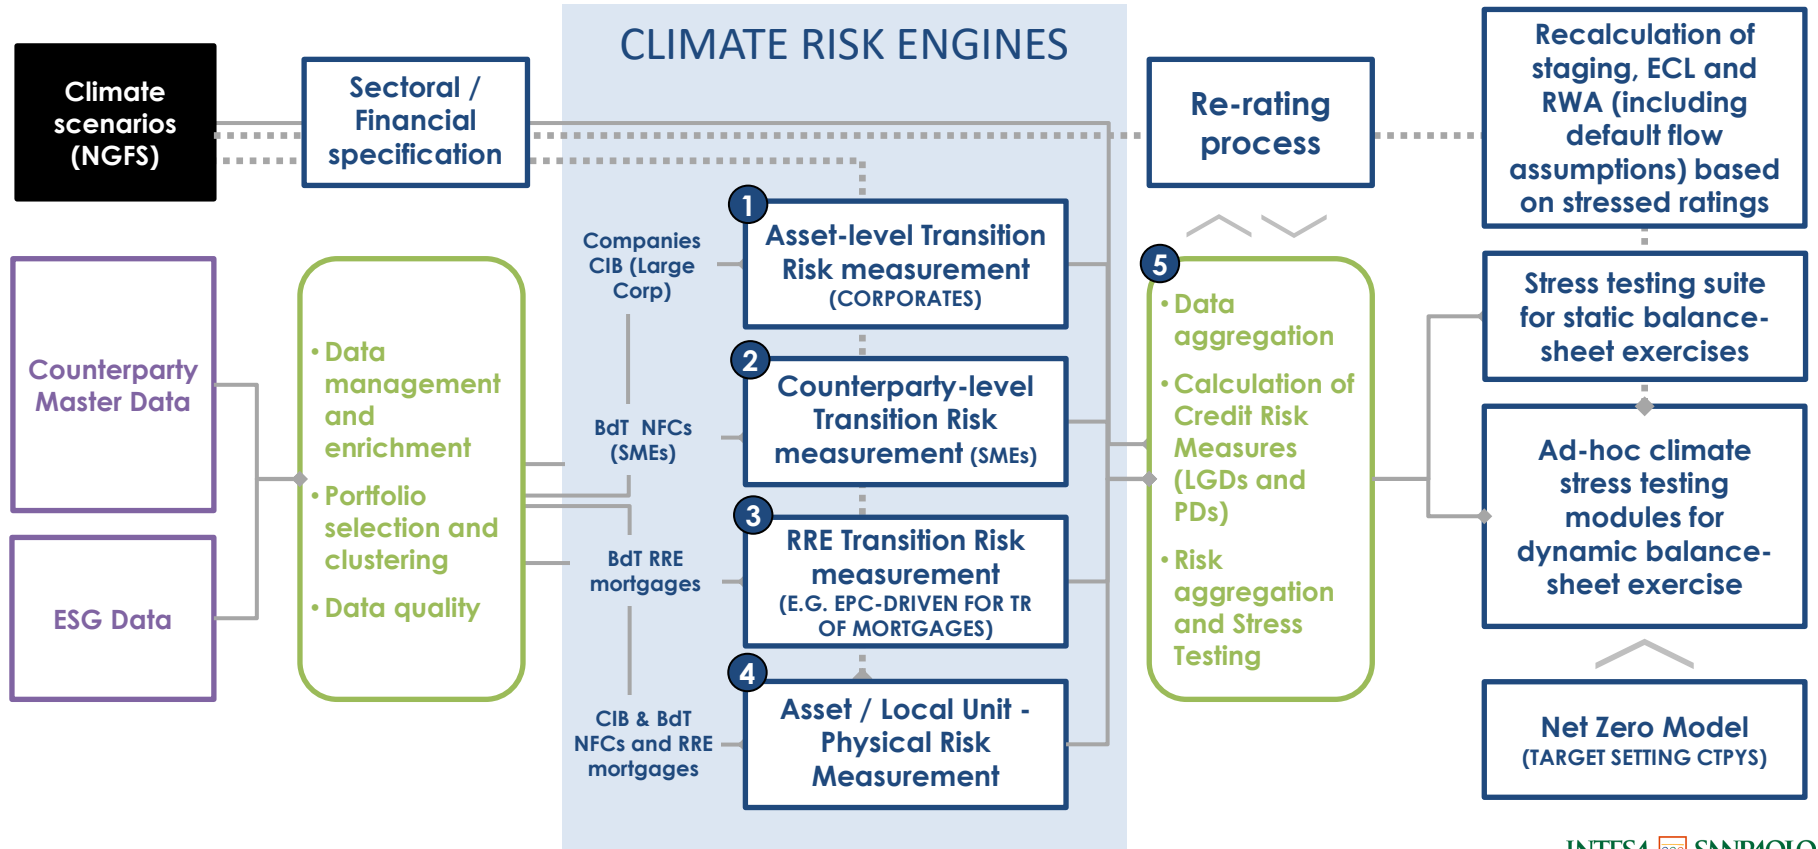 CLIMATE RISK ENGINES
Climate
scenarios
(NGFS)
Sectoral /
Financial
specification
Re-rating
process
Recalculation of
staging, ECL and
RWA (including
default flow
assumptions) based
on stressed ratings
Counterparty
Master Data
ESG Data
• Data
management
and
enrichment
• Portfolio
selection and
clustering
• Data quality
Companies
CIB (Large
Corp)
BdT NFCs
(SMEs)
BdT RRE
mortgages
CIB & BdT
NFCs and RRE
mortgages
1
Asset-level Transition
Risk measurement
(CORPORATES)
2
Counterparty-level
Transition Risk
measurement (SMEs)
3
RRE Transition Risk
measurement
(E.G. EPC-DRIVEN FOR TR
OF MORTGAGES)
4
Asset / Local Unit -
Physical Risk
Measurement
5
• Data
aggregation
• Calculation of
Credit Risk
Measures
(LGDs and
PDs)
• Risk
aggregation
and Stress
Testing
Stress testing suite
for static balance-
sheet exercises
Ad-hoc climate
stress testing
modules for
dynamic balance-
sheet exercise
Net Zero Model
(TARGET SETTING CTPYS)
INTESA SANPAOLO